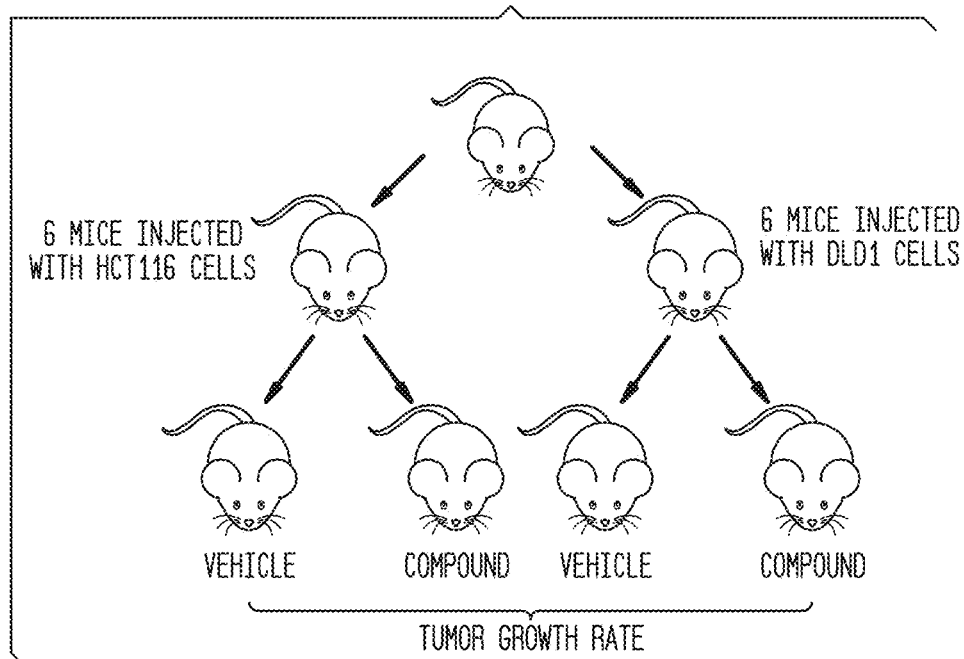 6 MICE INJECTED
WITH HCT116 CELLS
6 MICE INJECTED
WITH DLD1 CELLS
VEHICLE
COMPOUND
VEHICLE
COMPOUND
TUMOR GROWTH RATE